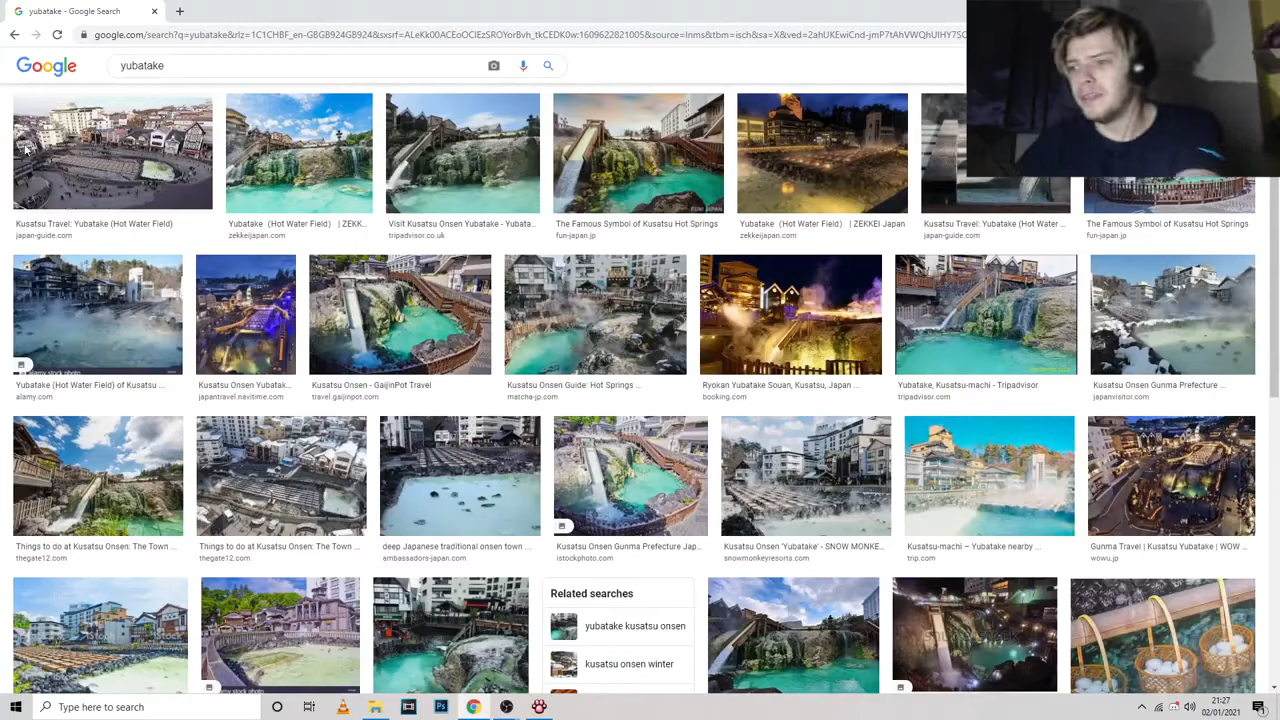 yubatake - Google Search
google.com/search?q=yubatake&rlz=1C1CHBF_en-GBGB924GB924&sxsrf=ALeKk00ACEoOClEzSROYorBvh_tkCEDK0w:1609622821005&source=lnms&tbm=isch&sa=X&ved=
Google
yubatake
Kusatsu Travel: Yubatake (Hot Water Field)
japan-guide.com
Yubatake（Hot Water Field） | ZEKK...
zekkeijapan.com
Visit Kusatsu Onsen Yubatake - Yubata...
tripadvisor.co.uk
The Famous Symbol of Kusatsu Hot Springs
fun-japan.jp
Yubatake（Hot Water Field） | ZEKKEI Japan
zekkeijapan.com
Kusatsu Travel: Yubatake (Hot Water ...
japan-guide.com
The Famous Symbol of Kusatsu Hot Springs
fun-japan.jp
Yubatake (Hot Water Field) of Kusatsu ...
alamy.com
Kusatsu Onsen Yubatak...
japantravel.navitime.com
Kusatsu Onsen - GaijinPot Travel
travel.gaijinpot.com
Kusatsu Onsen Guide: Hot Springs ...
matcha-jp.com
Ryokan Yubatake Souan, Kusatsu, Japan ...
booking.com
Yubatake, Kusatsu-machi - Tripadvisor
tripadvisor.com
Kusatsu Onsen Gunma Prefecture ...
japanvisitor.com
Things to do at Kusatsu Onsen: The Town ...
thegate12.com
Things to do at Kusatsu Onsen: The Town ...
thegate12.com
deep Japanese traditional onsen town ...
ambassadors-japan.com
Kusatsu Onsen Gunma Prefecture Jap...
istockphoto.com
Kusatsu Onsen 'Yubatake' - SNOW MONKE...
snowmonkeyresorts.com
Kusatsu-machi – Yubatake nearby ...
trip.com
Gunma Travel | Kusatsu Yubatake | WOW ...
wowu.jp
Related searches
yubatake kusatsu onsen
kusatsu onsen winter
Type here to search
21:27
02/01/2021